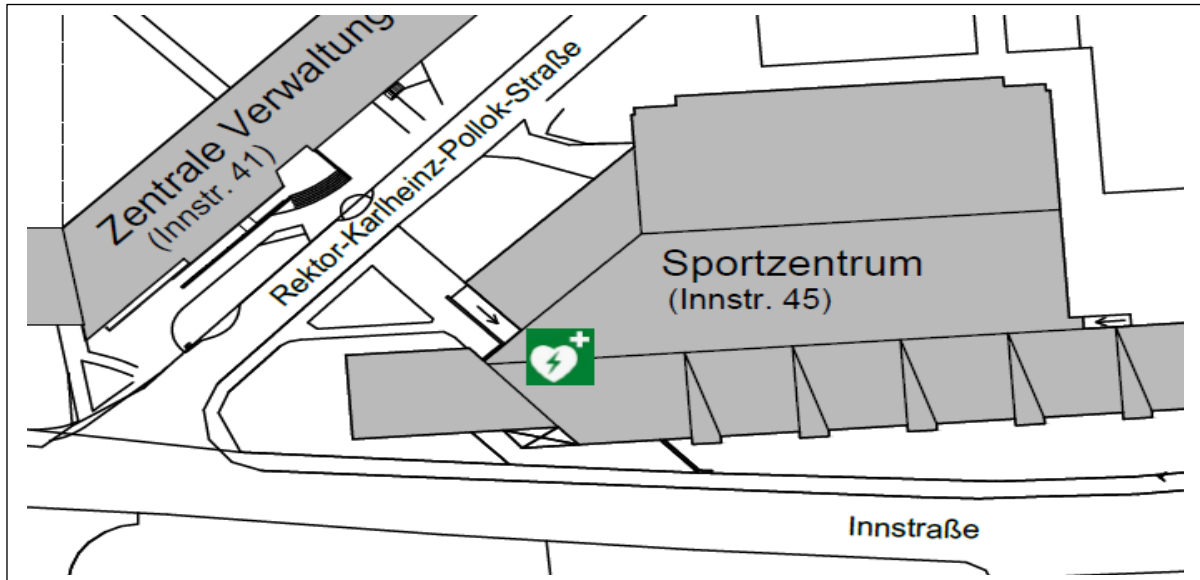 Zentrale Verwaltung
(Innstr. 41)
Rektor-Karlheinz-Pollok-Straße
Sportzentrum
(Innstr. 45)
Innstraße